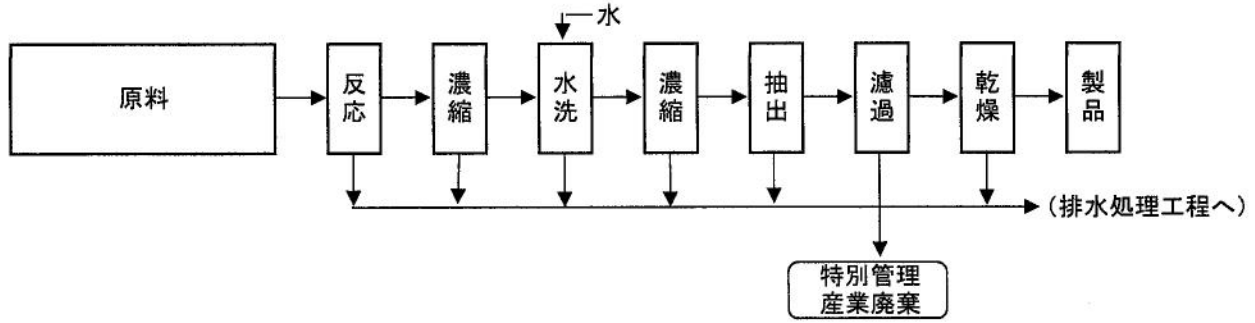 水
原料
反応
濃縮
水洗
濃縮
抽出
濾過
乾燥
製品
(排水処理工程へ)
特別管理
産業廃棄